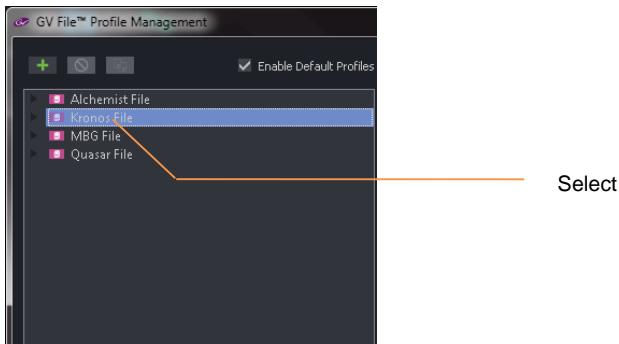 GV File™ Profile Management
Enable Default Profiles
Alchemist File
Kronos File
MBG File
Quasar File
Select